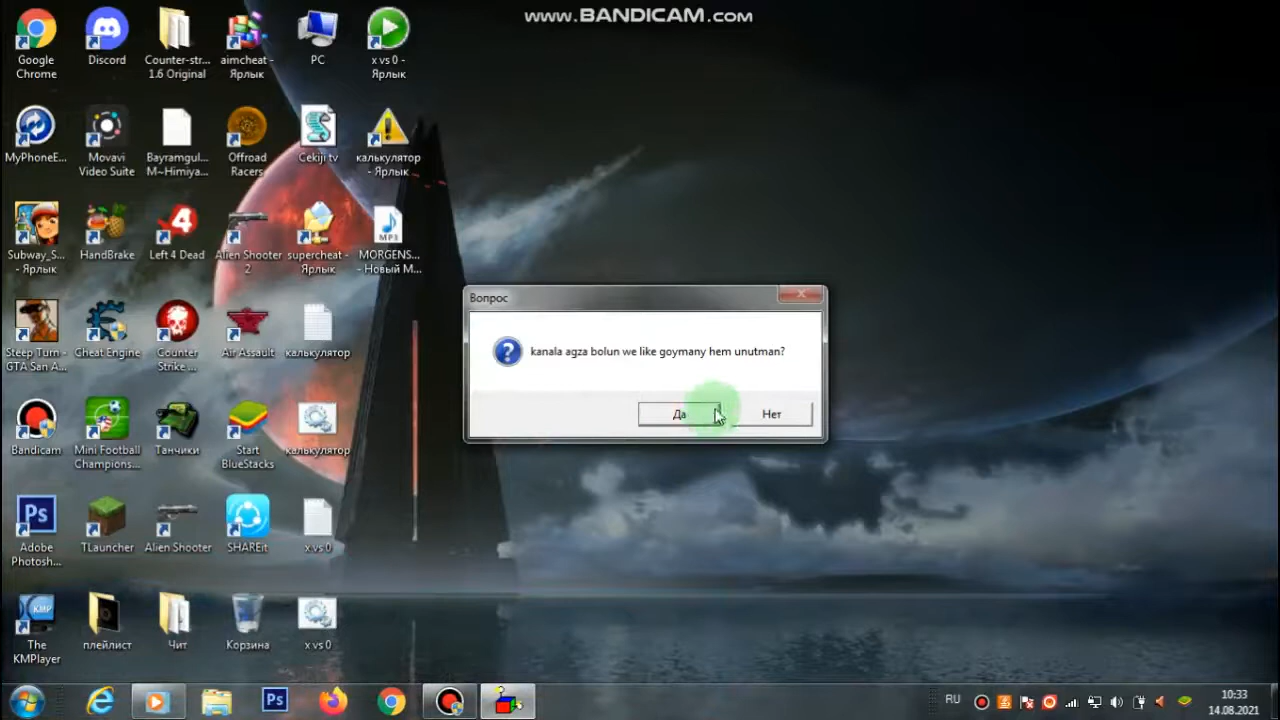 www.BANDICAM.com
Google
Chrome
Discord
Counter-str...
1.6 Original
aimcheat -
Ярлык
PC
x vs 0 -
Ярлык
MyPhoneE...
Movavi
Video Suite
Bayramgul...
M~Himiya...
Offroad
Racers
Cekiji tv
калькулятор
- Ярлык
Subway_S...
- Ярлык
HandBrake
Left 4 Dead
Alien Shooter
2
supercheat -
Ярлык
MORGENS...
- Новый M...
MP3
Steep Turn -
GTA San A...
Cheat Engine
Counter
Strike ...
Air Assault
калькулятор
Вопрос
kanala agza bolun we like goymany hem unutman?
Да
Нет
Bandicam
Mini Football
Champions...
Танчики
Start
BlueStacks
калькулятор
Ps
Adobe
Photosh...
TLauncher
Alien Shooter
SHAREit
x vs 0
KMP
The
KMPlayer
плейлист
Чит
Корзина
x vs 0
Ps
RU
10:33
14.08.2021